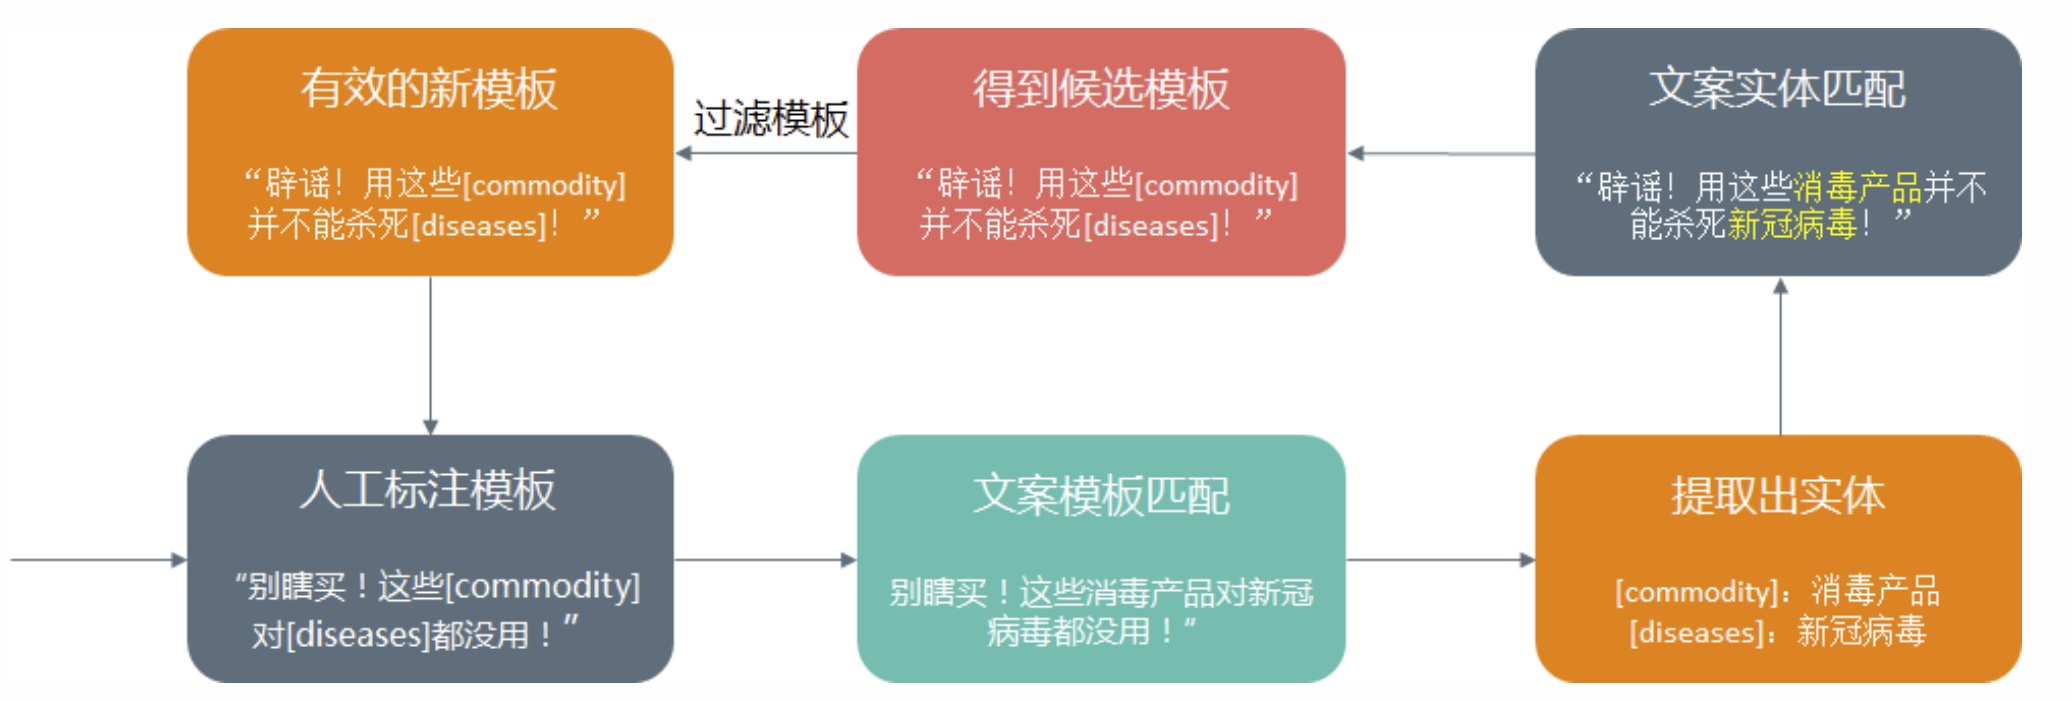 有效的新模板
“辟谣！用这些[commodity]
并不能杀死[diseases]！”
过滤模板
得到候选模板
“辟谣！用这些[commodity]
并不能杀死[diseases]！”
文案实体匹配
“辟谣！用这些消毒产品并不
能杀死新冠病毒！”
人工标注模板
“别瞎买！这些[commodity]
对[diseases]都没用！”
文案模板匹配
别瞎买！这些消毒产品对新冠
病毒都没用！”
提取出实体
[commodity]：消毒产品
[diseases]：新冠病毒